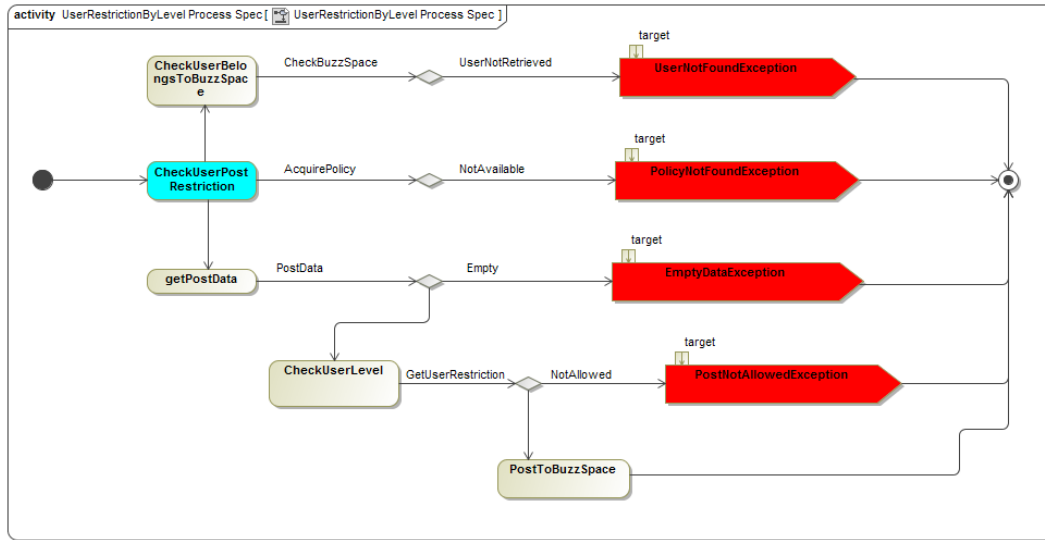 activity UserRestrictionByLevel Process Spec [ UserRestrictionByLevel Process Spec ]
target
CheckUserBelo
ngsToBuzzSpac
e
CheckBuzzSpace
UserNotRetrieved
UserNotFoundException
target
CheckUserPost
Restriction
AcquirePolicy
NotAvailable
PolicyNotFoundException
target
getPostData
PostData
Empty
EmptyDataException
target
CheckUserLevel
GetUserRestriction
NotAllowed
PostNotAllowedException
PostToBuzzSpace